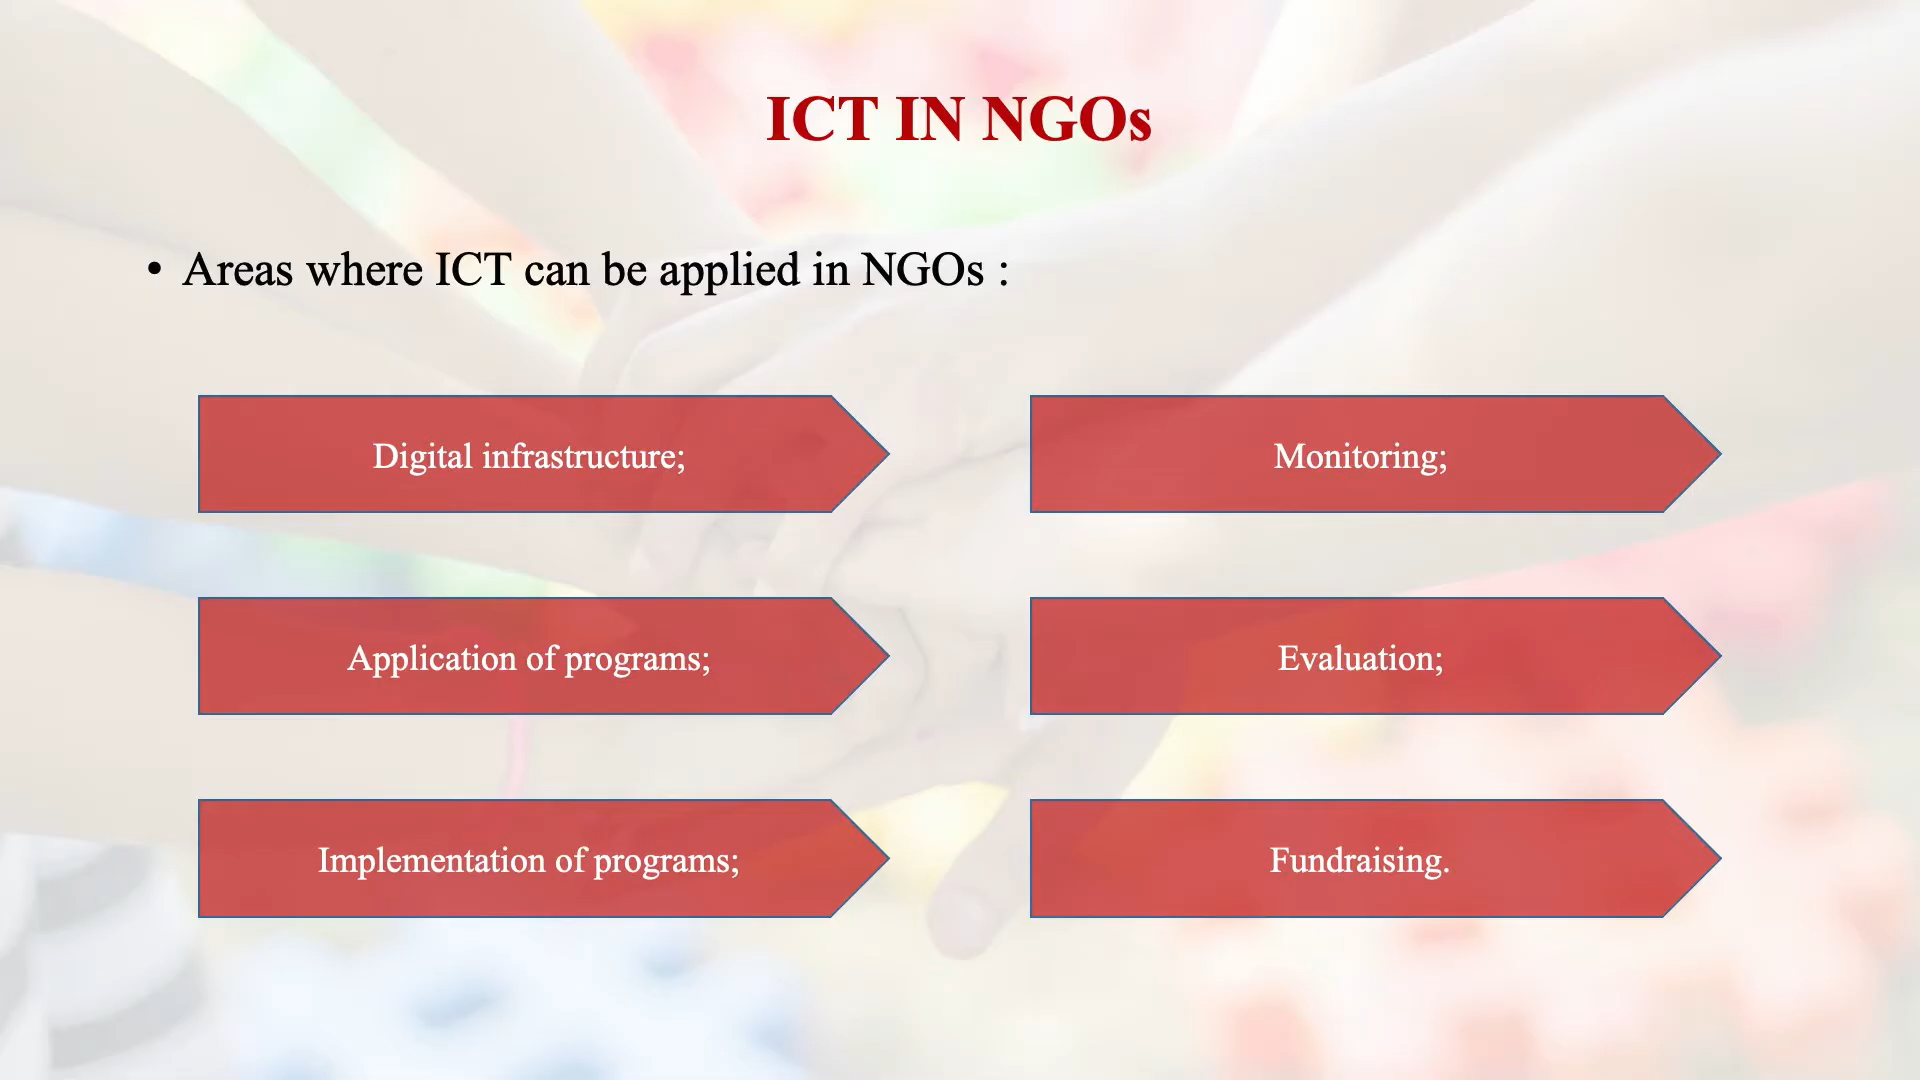 ICT IN NGOs
• Areas where ICT can be applied in NGOs :
Digital infrastructure;
Monitoring;
Application of programs;
Evaluation;
Implementation of programs;
Fundraising.